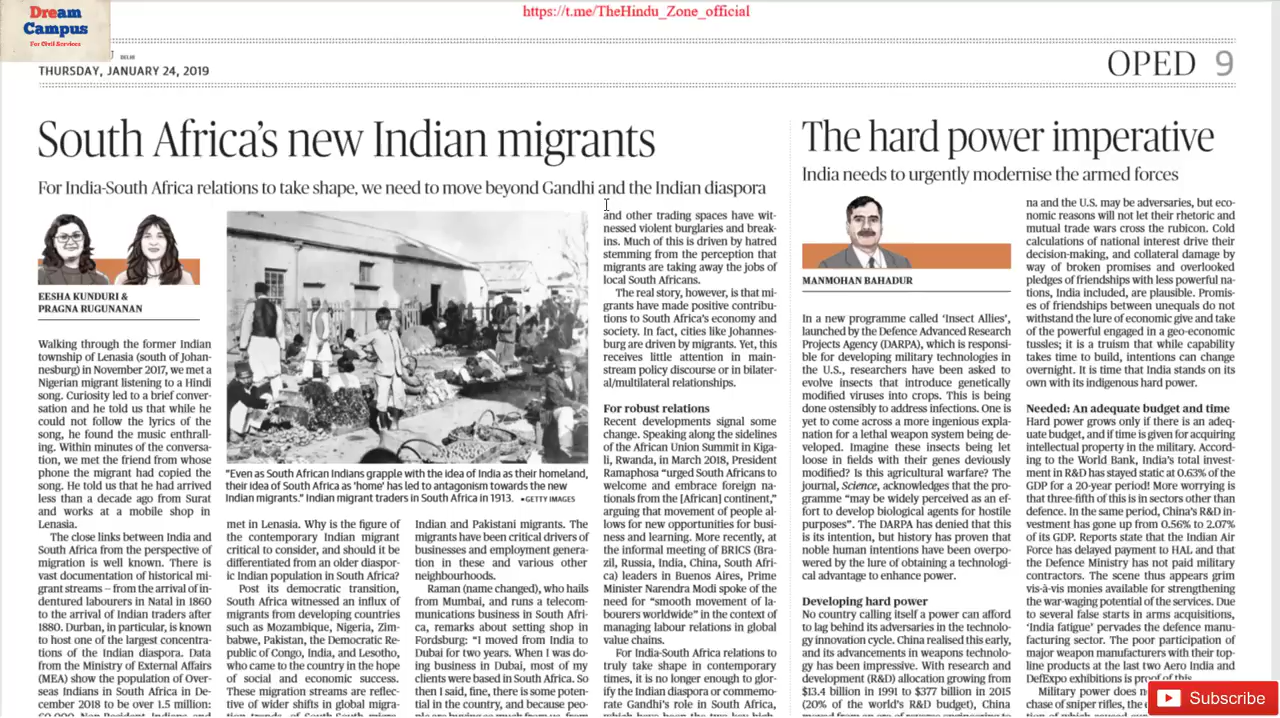 Dream
Campus
For Civil Services
https://t.me/TheHindu_Zone_official
DELHI
THURSDAY, JANUARY 24, 2019
OPED 9
South Africa's new Indian migrants
For India-South Africa relations to take shape, we need to move beyond Gandhi and the Indian diaspora
EESHA KUNDURI &
PRAGNA RUGUNANAN
Walking through the former Indian
township of Lenasia (south of Johan-
nesburg) in November 2017, we met a
Nigerian migrant listening to a Hindi
song. Curiosity led to a brief conver-
sation and he told us that while he
could not follow the lyrics of the
song, he found the music enthrall-
ing. Within minutes of the conversa-
tion, we met the friend from whose
phone the migrant had copied the
song. He told us that he had arrived
less than a decade ago from Surat
and works at a mobile shop in
Lenasia.
The close links between India and
South Africa from the perspective of
migration is well known. There is
vast documentation of historical mi-
grant streams – from the arrival of in-
dentured labourers in Natal in 1860
to the arrival of Indian traders after
1880. Durban, in particular, is known
to host one of the largest concentra-
tions of the Indian diaspora. Data
from the Ministry of External Affairs
(MEA) show the population of Over-
seas Indians in South Africa in De-
cember 2018 to be over 1.5 million:
60,000 Non-Resident Indians and
"Even as South African Indians grapple with the idea of India as their homeland,
their idea of South Africa as 'home' has led to antagonism towards the new
Indian migrants." Indian migrant traders in South Africa in 1913. ▪GETTY IMAGES
met in Lenasia. Why is the figure of
the contemporary Indian migrant
critical to consider, and should it be
differentiated from an older diaspor-
ic Indian population in South Africa?
Post its democratic transition,
South Africa witnessed an influx of
migrants from developing countries
such as Mozambique, Nigeria, Zim-
babwe, Pakistan, the Democratic Re-
public of Congo, India, and Lesotho,
who came to the country in the hope
of social and economic success.
These migration streams are reflec-
tive of wider shifts in global migra-
tion trends, of South-South migra-
Indian and Pakistani migrants. The
migrants have been critical drivers of
businesses and employment genera-
tion in these and various other
neighbourhoods.
Raman (name changed), who hails
from Mumbai, and runs a telecom-
munications business in South Afri-
ca, remarks about setting shop in
Fordsburg: "I moved from India to
Dubai for two years. When I was do-
ing business in Dubai, most of my
clients were based in South Africa. So
then I said, fine, there is some poten-
tial in the country, and because peo-
ple are buying so much from us, from
and other trading spaces have wit-
nessed violent burglaries and break-
ins. Much of this is driven by hatred
stemming from the perception that
migrants are taking away the jobs of
local South Africans.
The real story, however, is that mi-
grants have made positive contribu-
tions to South Africa's economy and
society. In fact, cities like Johannes-
burg are driven by migrants. Yet, this
receives little attention in main-
stream policy discourse or in bilater-
al/multilateral relationships.
For robust relations
Recent developments signal some
change. Speaking along the sidelines
of the African Union Summit in Kiga-
li, Rwanda, in March 2018, President
Ramaphosa "urged South Africans to
welcome and embrace foreign na-
tionals from the [African] continent,"
arguing that movement of people al-
lows for new opportunities for busi-
ness and learning. More recently, at
the informal meeting of BRICS (Bra-
zil, Russia, India, China, South Afri-
ca) leaders in Buenos Aires, Prime
Minister Narendra Modi spoke of the
need for "smooth movement of la-
bourers worldwide" in the context of
managing labour relations in global
value chains.
For India-South Africa relations to
truly take shape in contemporary
times, it is no longer enough to glor-
ify the Indian diaspora or commemo-
rate Gandhi's role in South Africa,
which have been the two key high-
The hard power imperative
India needs to urgently modernise the armed forces
MANMOHAN BAHADUR
In a new programme called 'Insect Allies',
launched by the Defence Advanced Research
Projects Agency (DARPA), which is responsi-
ble for developing military technologies in
the U.S., researchers have been asked to
evolve insects that introduce genetically
modified viruses into crops. This is being
done ostensibly to address infections. One is
yet to come across a more ingenious expla-
nation for a lethal weapon system being de-
veloped. Imagine these insects being let
loose in fields with their genes deviously
modified? Is this agricultural warfare? The
journal, Science, acknowledges that the pro-
gramme "may be widely perceived as an ef-
fort to develop biological agents for hostile
purposes". The DARPA has denied that this
is its intention, but history has proven that
noble human intentions have been overpo-
wered by the lure of obtaining a technologi-
cal advantage to enhance power.
Developing hard power
No country calling itself a power can afford
to lag behind its adversaries in the technolo-
gy innovation cycle. China realised this early,
and its advancements in weapons technolo-
gy has been impressive. With research and
development (R&D) allocation growing from
$13.4 billion in 1991 to $377 billion in 2015
(20% of the world's R&D budget), China
na and the U.S. may be adversaries, but eco-
nomic reasons will not let their rhetoric and
mutual trade wars cross the rubicon. Cold
calculations of national interest drive their
decision-making, and collateral damage by
way of broken promises and overlooked
pledges of friendships with less powerful na-
tions, India included, are plausible. Promis-
es of friendships between unequals do not
withstand the lure of economic give and take
of the powerful engaged in a geo-economic
tussles; it is a truism that while capability
takes time to build, intentions can change
overnight. It is time that India stands on its
own with its indigenous hard power.
Needed: An adequate budget and time
Hard power grows only if there is an ade-
quate budget, and if time is given for acquiring
intellectual property in the military. Accord-
ing to the World Bank, India's total invest-
ment in R&D has stayed static at 0.63% of the
GDP for a 20-year period! More worrying is
that three-fifth of this is in sectors other than
defence. In the same period, China's R&D in-
vestment has gone up from 0.56% to 2.07%
of its GDP. Reports state that the Indian Air
Force has delayed payment to HAL and that
the Defence Ministry has not paid military
contractors. The scene thus appears grim
vis-à-vis monies available for strengthening
the war-waging potential of the services. Due
to several false starts in arms acquisitions,
'India fatigue' pervades the defence manu-
facturing sector. The poor participation of
major weapon manufacturers with their top-
line products at the last two Aero India and
DefExpo exhibitions is proof of this.
Military power does n
chase of sniper rifles, the
Subscribe